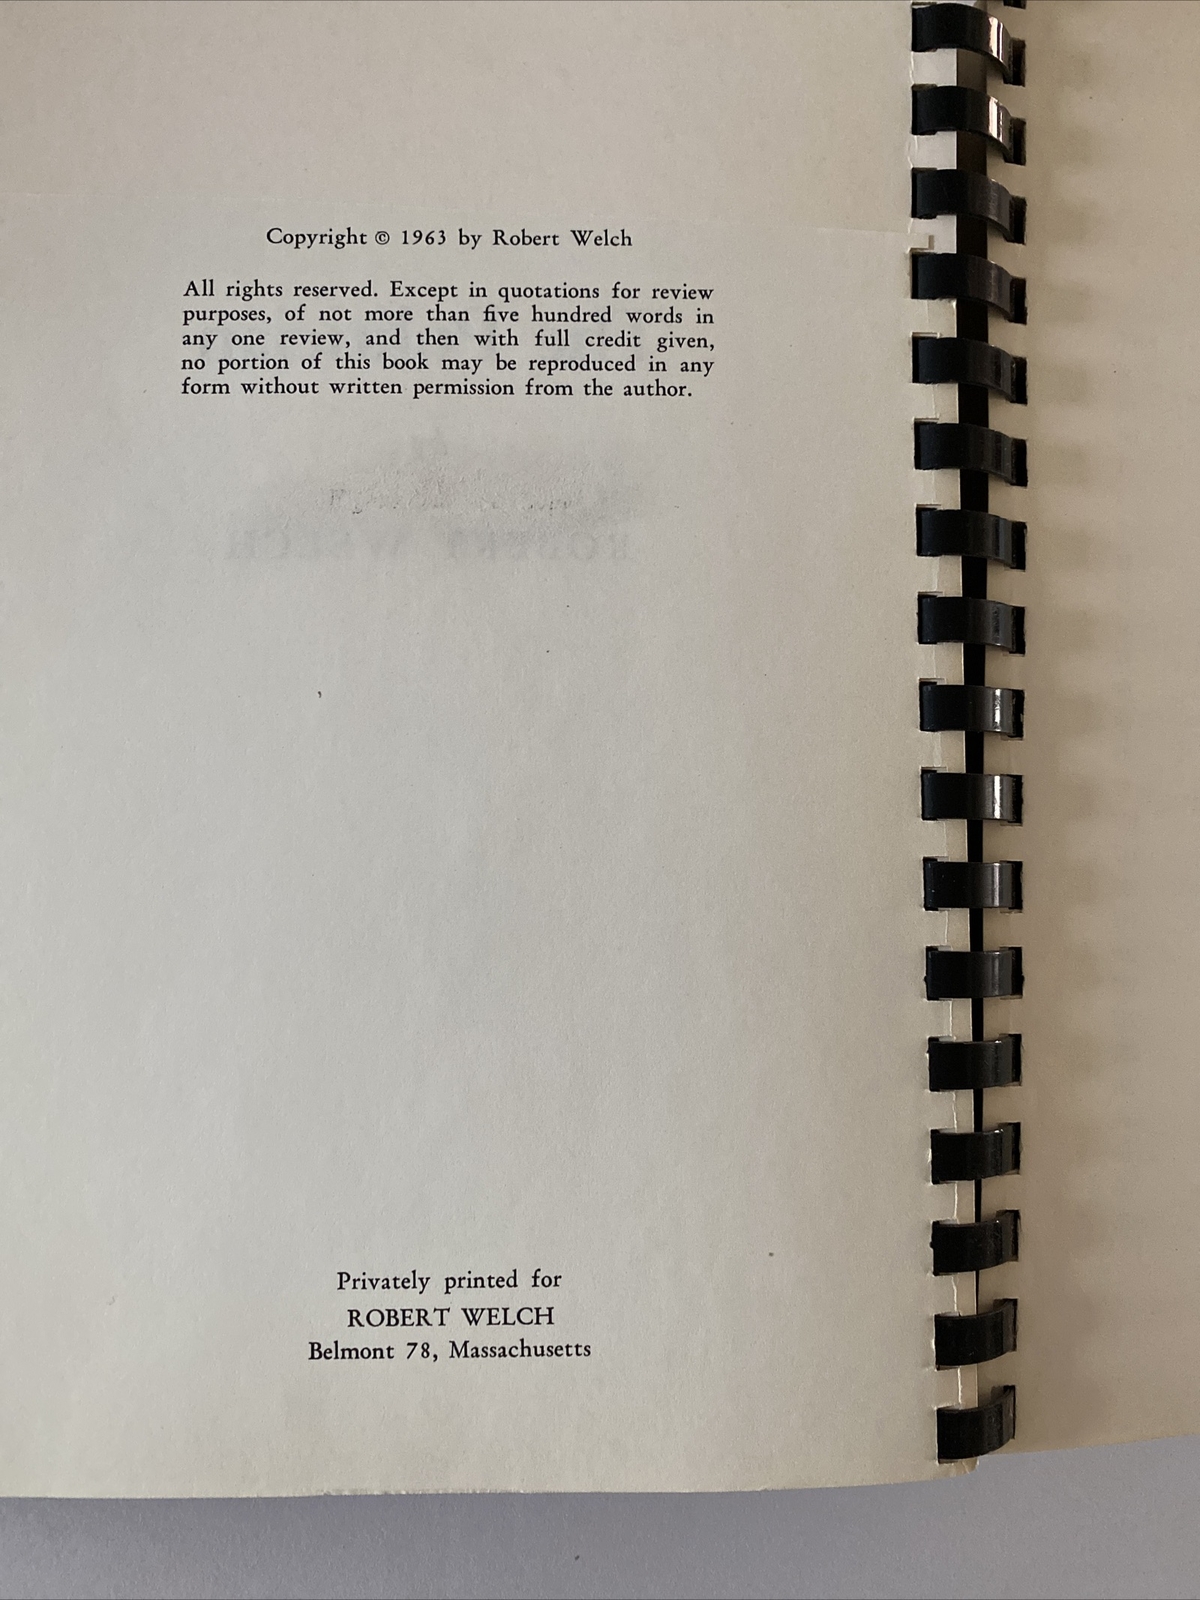 Copyright © 1963 by Robert Welch
All rights reserved. Except in quotations for review
purposes, of not more than five hundred words in
any one review, and then with full credit given,
no portion of this book may be reproduced in any
form without written permission from the author.
ROBERT WELCH
Privately printed for
ROBERT WELCH
Belmont 78, Massachusetts